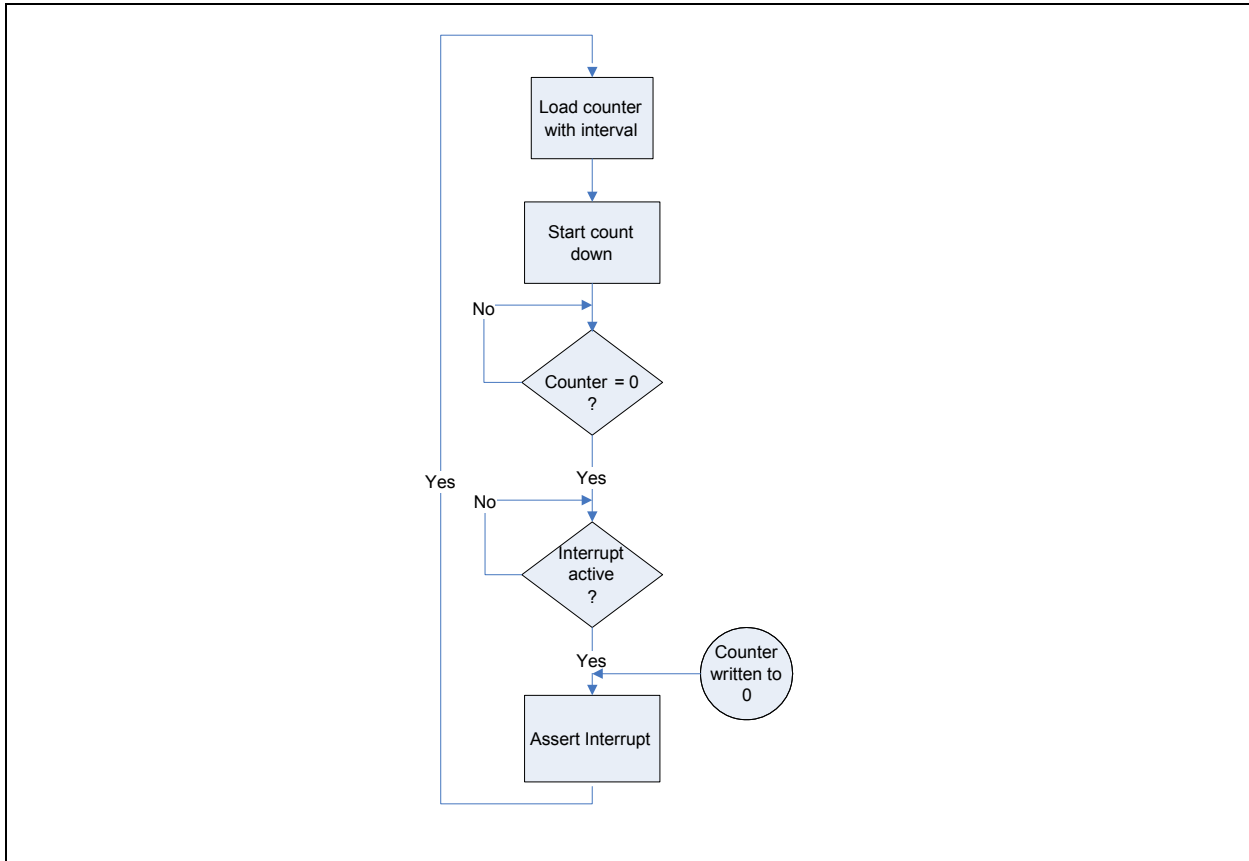 Load counter
with interval
Start count
down
No
Counter = 0
?
Yes
Yes
No
Interrupt
active
?
Yes
Counter
written to
0
Assert Interrupt